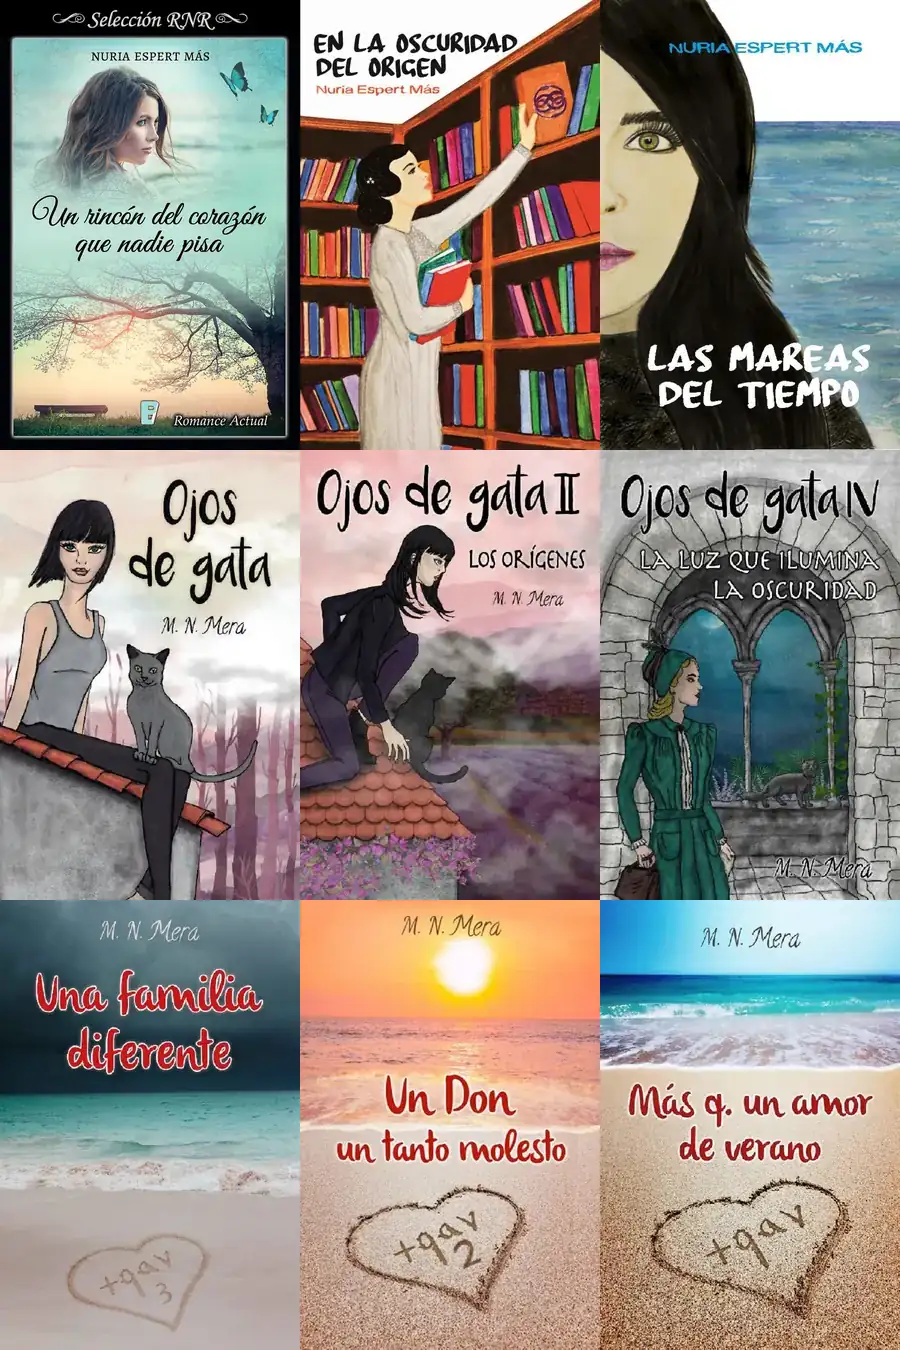 Selección RNR
NURIA ESPERT MÁS
Un rincón del corazón
que nadie pisa
B
Romance Actual
EN LA OSCURIDAD
DEL ORIGEN
Nuria Espert Más
NURIA ESPERT MÁS
LAS MAREAS
DEL TIEMPO
Ojos
de gata
M. N. Mera
Ojos de gata II
LOS ORÍGENES
M. N. Mera
Ojos de gata IV
LA LUZ QUE ILUMINA
LA OSCURIDAD
M. N. Mera
M. N. Mera
Una familia
diferente
+qav
3
M. N. Mera
Un Don
un tanto molesto
+qav
2
M. N. Mera
Más q. un amor
de verano
+qav